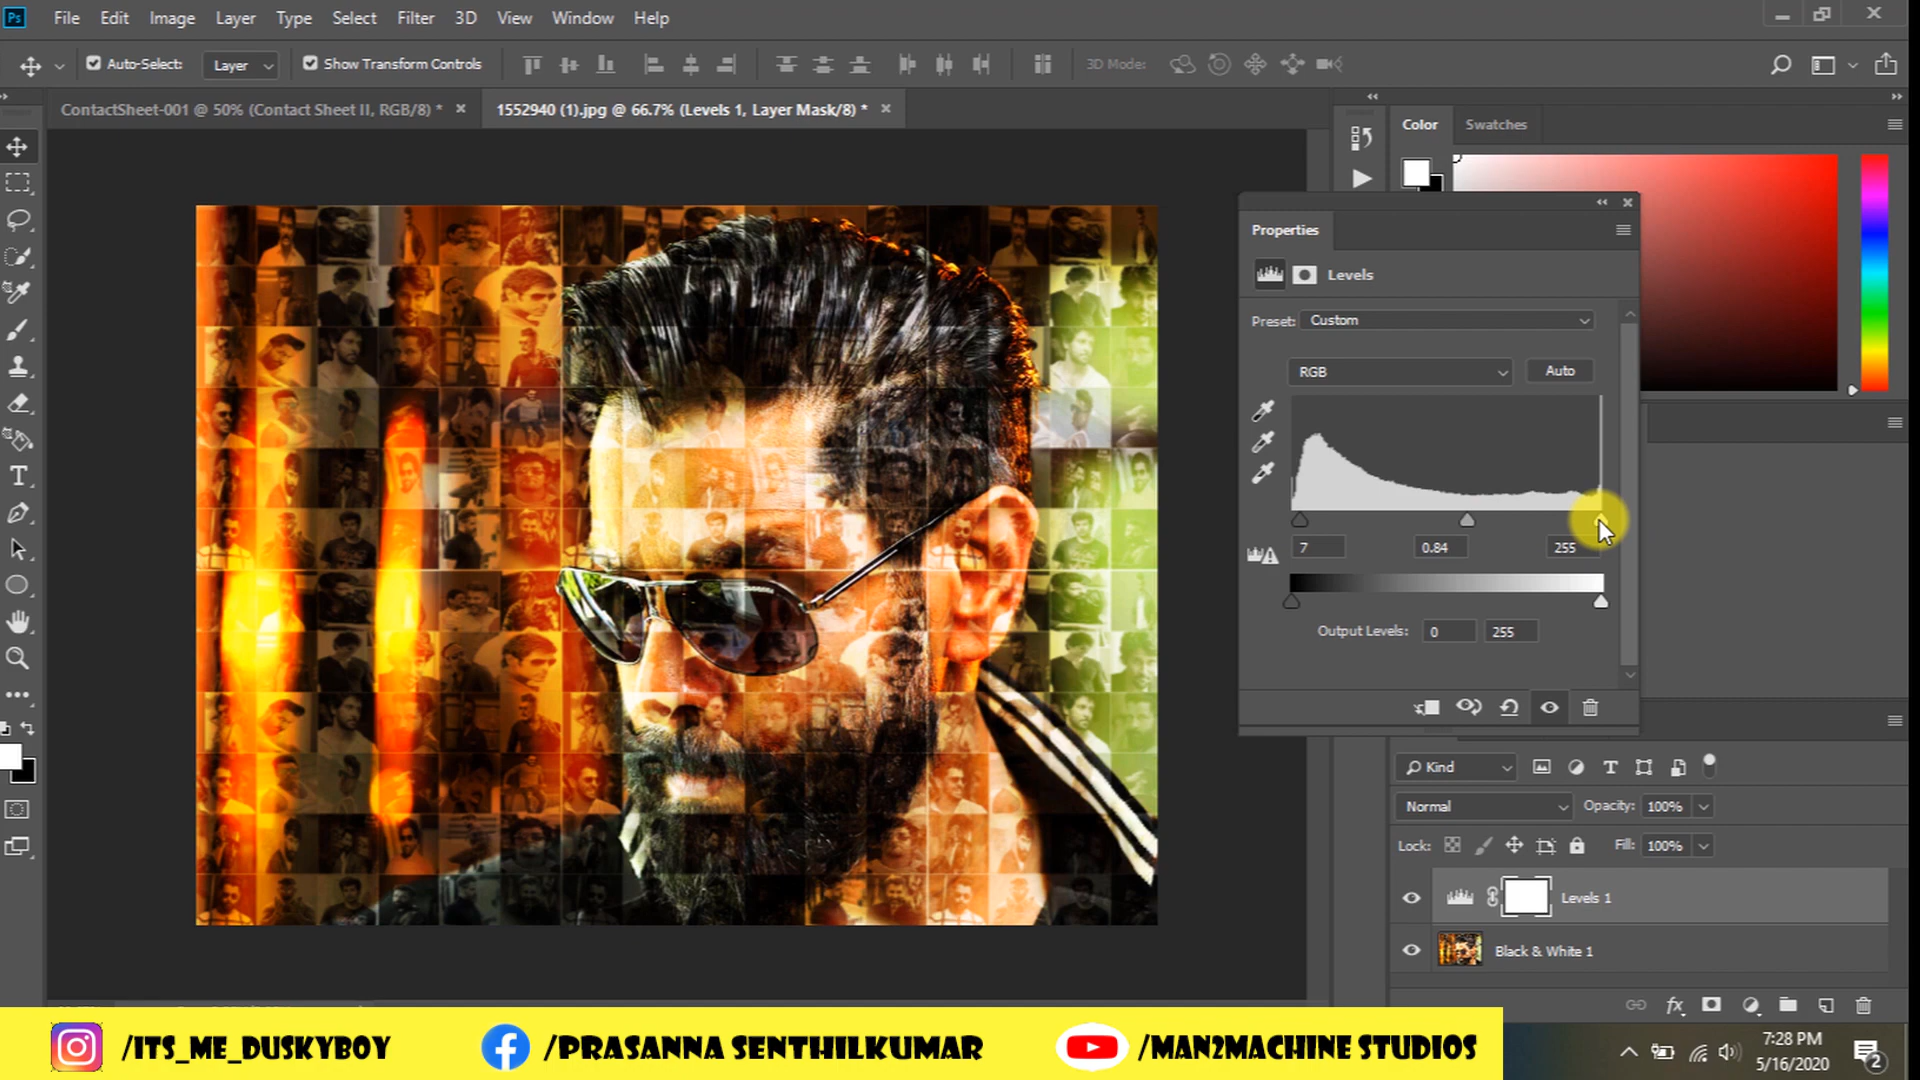 Ps File Edit Image Layer Type Select Filter 3D View Window Help
Auto-Select: Layer Show Transform Controls 3D Mode:
ContactSheet-001 @ 50% (Contact Sheet II, RGB/8) * × 1552940 (1).jpg @ 66.7% (Levels 1, Layer Mask/8) * ×
Color Swatches
Properties
Levels
Preset: Custom
RGB Auto
7 0.84 255
Output Levels: 0 255
Kind
Normal Opacity: 100%
Lock: Fill: 100%
Levels 1
Black & White 1
/ITS_ME_DUSKYBOY /PRASANNA SENTHILKUMAR /MAN2MACHINE STUDIOS
7:28 PM
5/16/2020
2